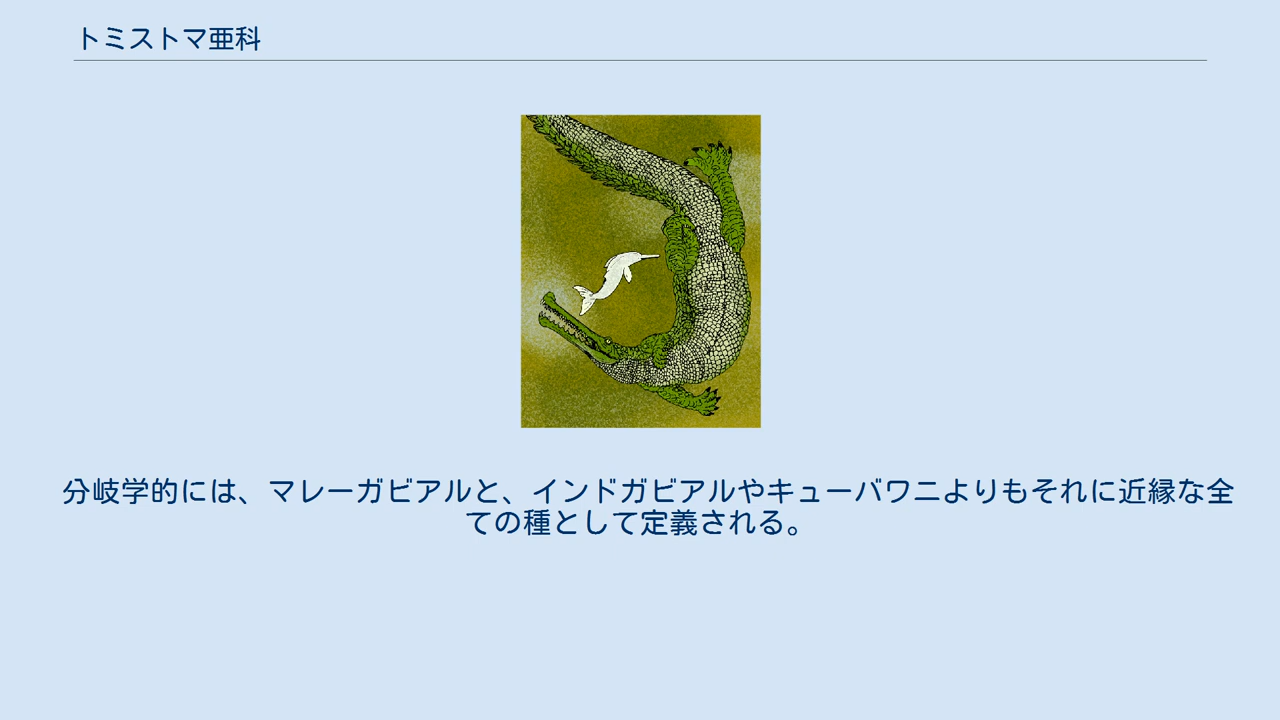 トミストマ亜科
分岐学的には、マレーガビアルと、インドガビアルやキューバワニよりもそれに近縁な全
ての種として定義される。